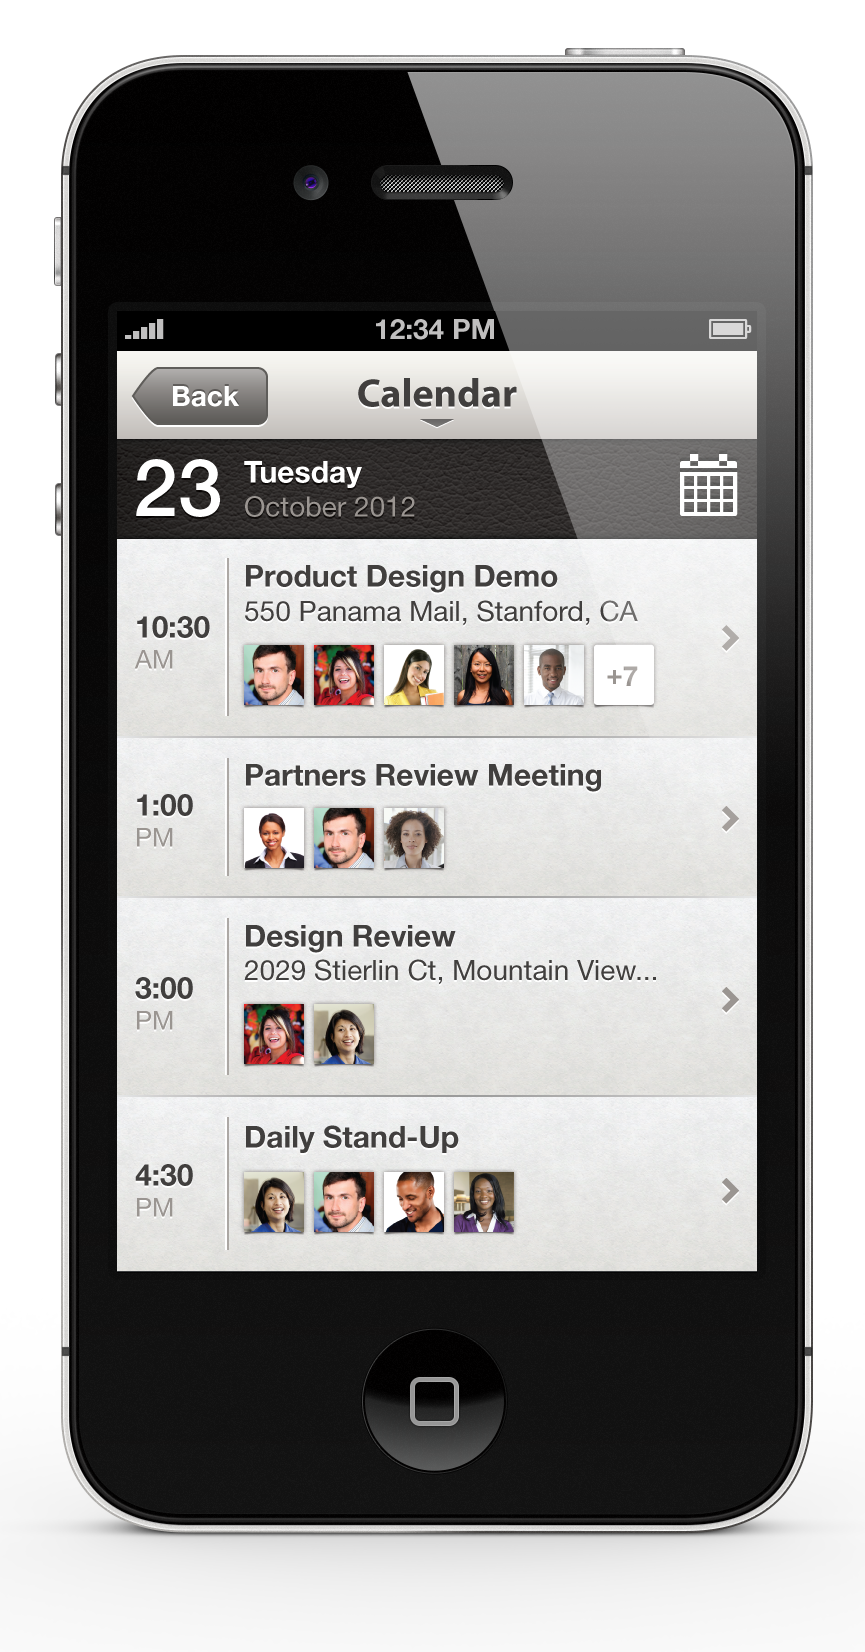 12:34 PM
Back
Calendar
23
Tuesday
October 2012
10:30
AM
Product Design Demo
550 Panama Mail, Stanford, CA
+7
1:00
PM
Partners Review Meeting
3:00
PM
Design Review
2029 Stierlin Ct, Mountain View...
4:30
PM
Daily Stand-Up